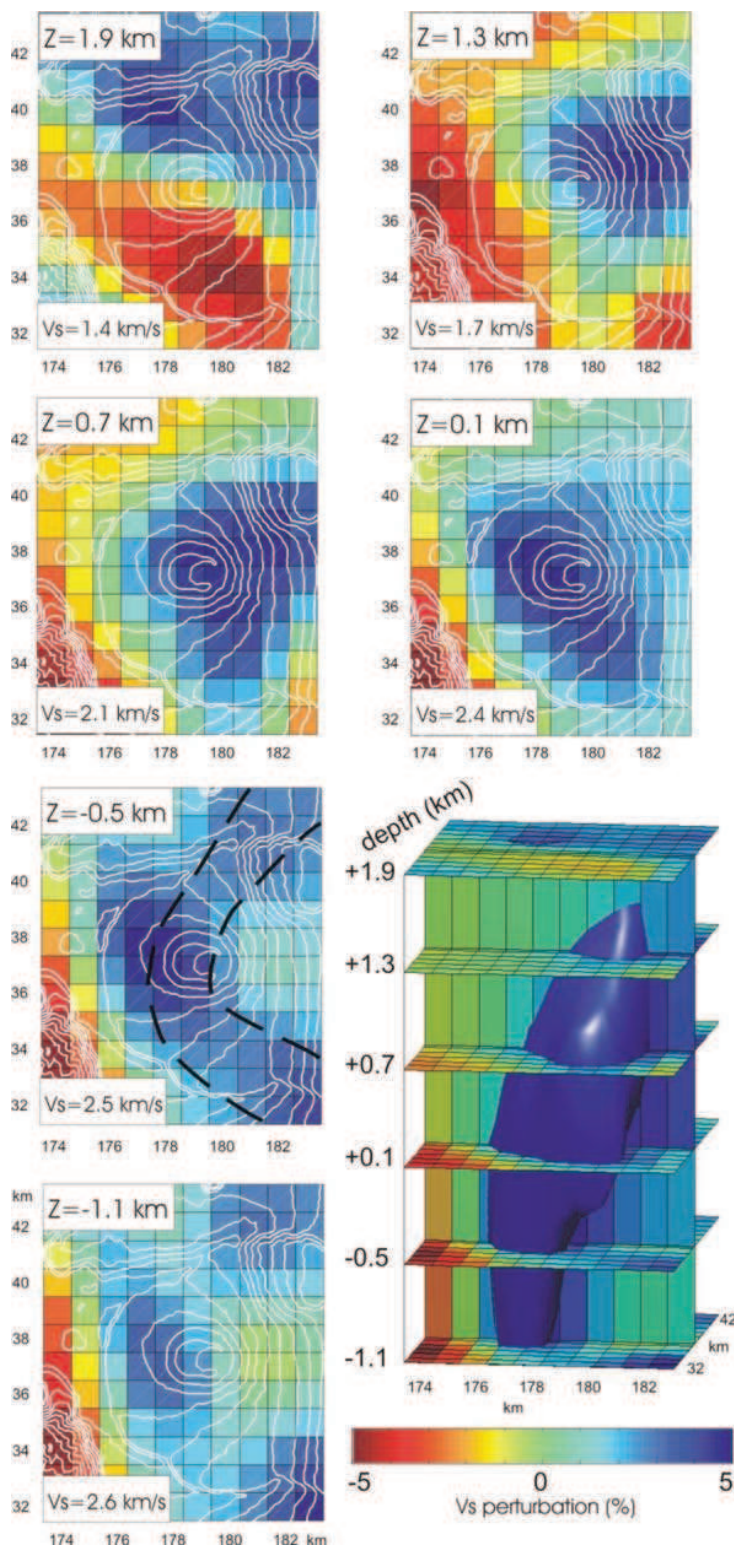 Z=1.9 km
42
40
38
36
34
32
Vs=1.4 km/s
174 176 178 180 182
Z=1.3 km
42
40
38
36
34
32
Vs=1.7 km/s
174 176 178 180 182
Z=0.7 km
42
40
38
36
34
32
Vs=2.1 km/s
174 176 178 180 182
Z=0.1 km
42
40
38
36
34
32
Vs=2.4 km/s
174 176 178 180 182
Z=-0.5 km
42
40
38
36
34
32
Vs=2.5 km/s
174 176 178 180 182
depth (km)
+1.9
+1.3
+0.7
+0.1
-0.5
-1.1
174 176 178 180 182
km
32
km
42
km
Z=-1.1 km
42
40
38
36
34
32
Vs=2.6 km/s
174 176 178 180 182 km
-5 0 5
Vs perturbation (%)